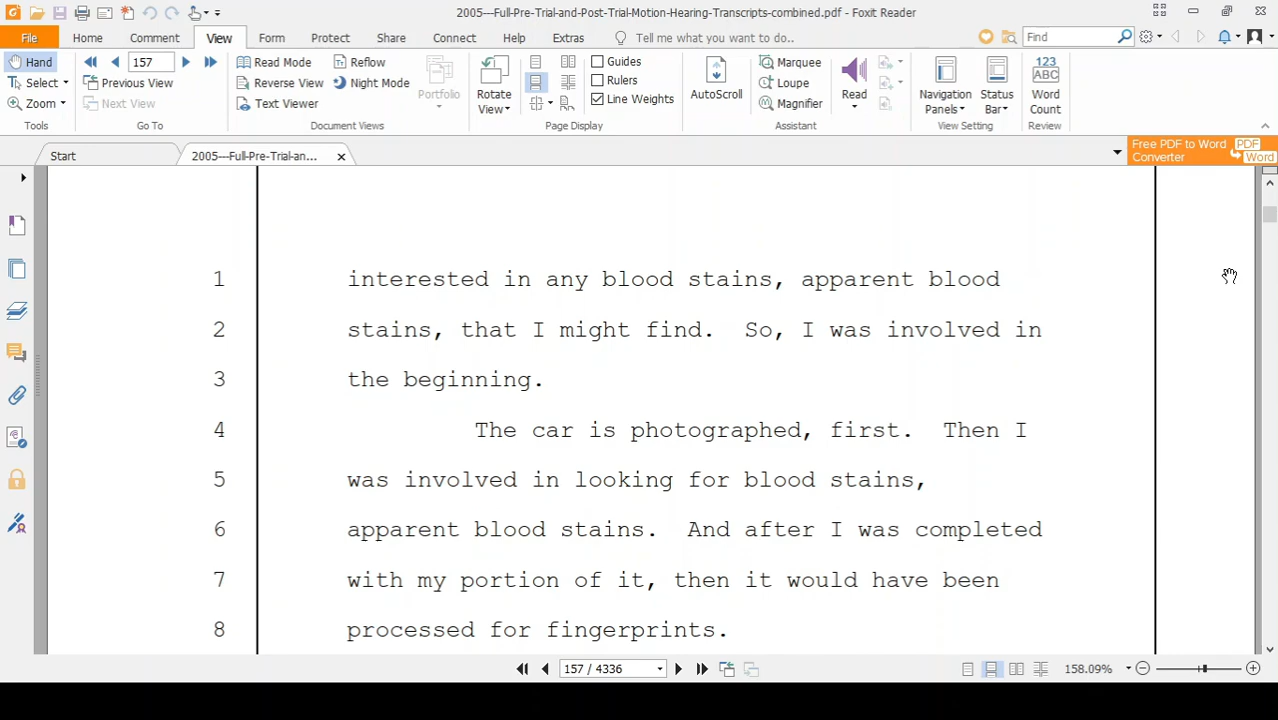 2005---Full-Pre-Trial-and-Post-Trial-Motion-Hearing-Transcripts-combined.pdf - Foxit Reader
File Home Comment View Form Protect Share Connect Help Extras Tell me what you want to do.. Find
Hand 157 Read Mode Reflow Guides Marquee
Select Previous View Reverse View Night Mode Rulers Loupe
Zoom Next View Text Viewer Portfolio Rotate View Line Weights AutoScroll Magnifier Read Navigation Panels Status Bar 123 ABC Word Count
Tools Go To Document Views Page Display Assistant View Setting Review
Start 2005---Full-Pre-Trial-an... Free PDF to Word Converter PDF Word
1 interested in any blood stains, apparent blood
2 stains, that I might find. So, I was involved in
3 the beginning.
4 The car is photographed, first. Then I
5 was involved in looking for blood stains,
6 apparent blood stains. And after I was completed
7 with my portion of it, then it would have been
8 processed for fingerprints.
157 / 4336 158.09%